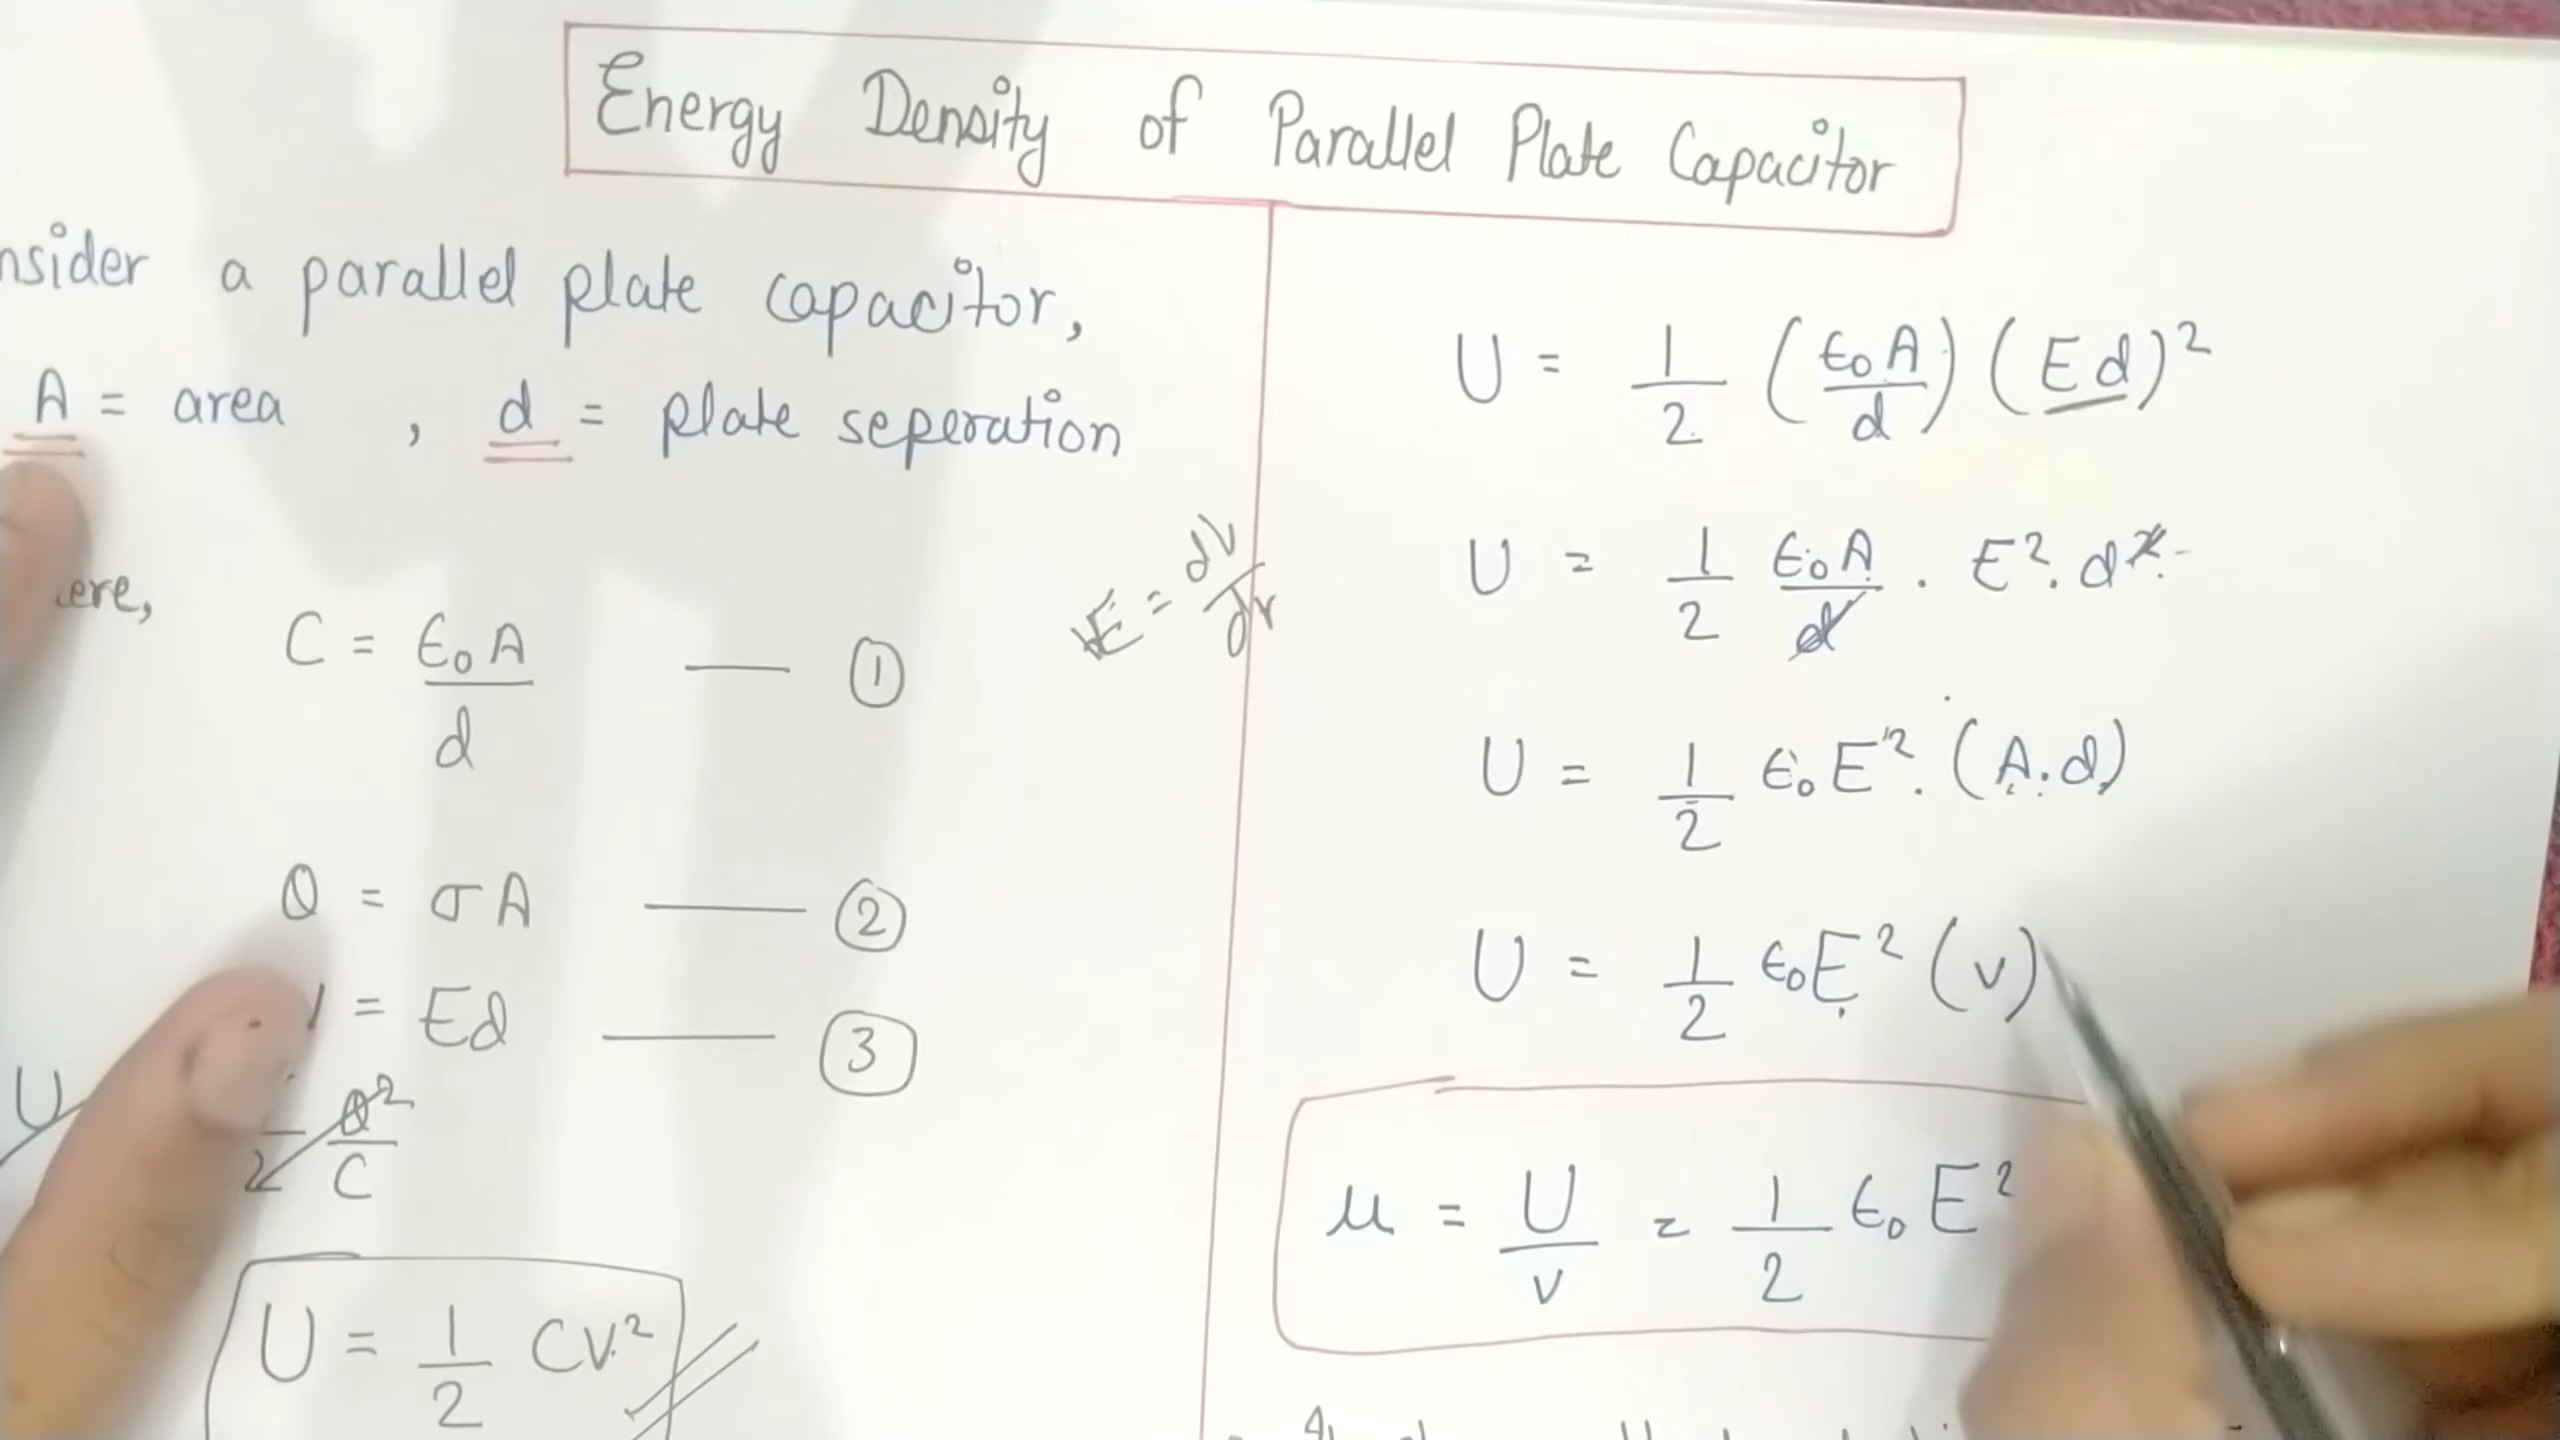 Energy Density of Parallel Plate Capacitor
nsider a parallel plate capacitor,
A = area , d = plate seperation
ere,
C = ϵ₀A/d — ①
Q = σA — ②
= Ed — ③
U 2 Q²/C
U = 1/2 CV²
E = dV/dr
U = 1/2 (ϵ₀A/d) (Ed)²
U = 1/2 ϵ₀A/d . E². d²
U = 1/2 ϵ₀E². (A.d)
U = 1/2 ϵ₀E² (v)
u = U/v = 1/2 ϵ₀E²